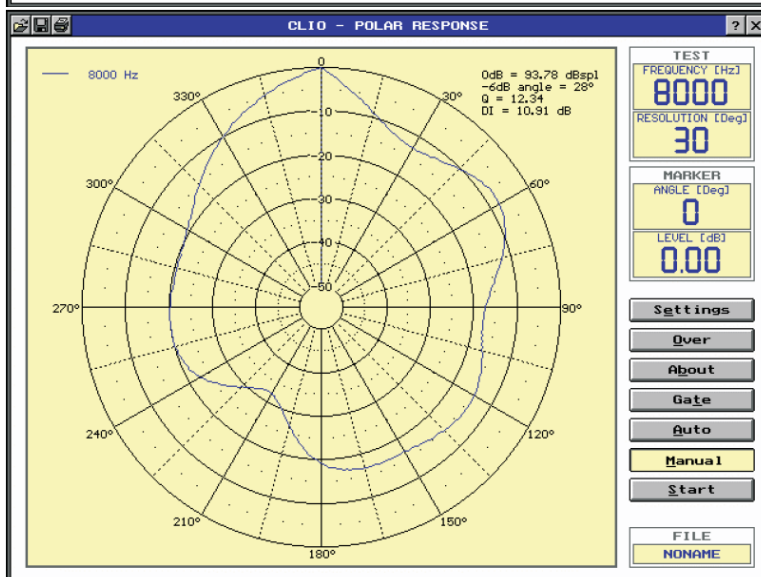 CLIO - POLAR RESPONSE
? X
8000 Hz
0dB = 93.78 dBspl
-6dB angle = 28°
Q = 12.34
DI = 10.91 dB
0
330°
30°
-10
-20
300°
60°
-30
-40
-50
270°
90°
240°
120°
210°
150°
180°
TEST
FREQUENCY [Hz]
8000
RESOLUTION [Deg]
30
MARKER
ANGLE [Deg]
0
LEVEL [dB]
0.00
Settings
Over
About
Gate
Auto
Manual
Start
FILE
NONAME